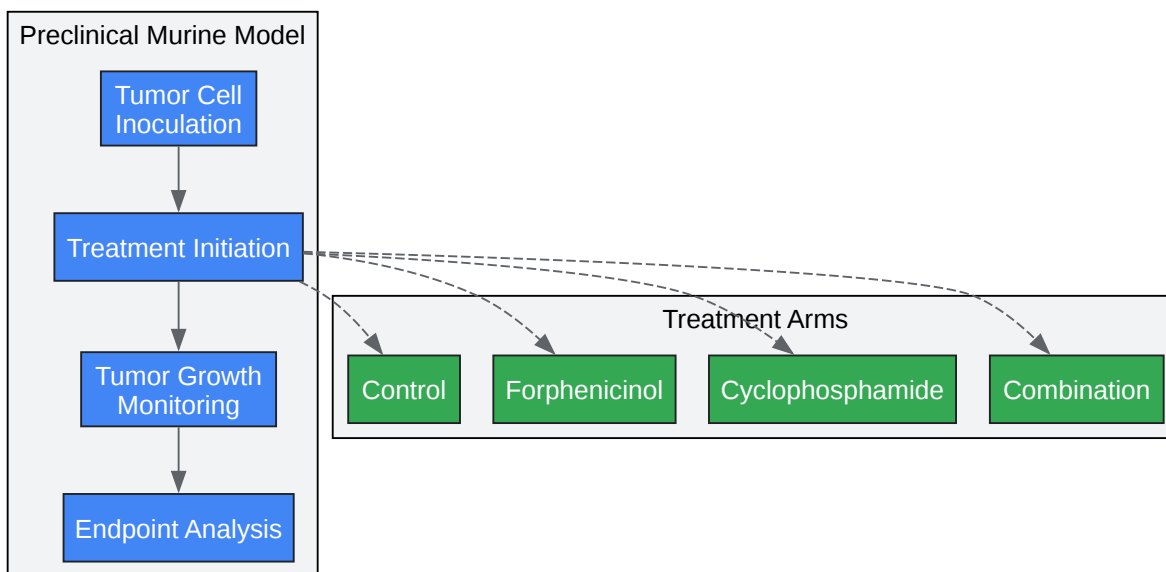 Preclinical Murine Model
Tumor Cell
Inoculation
Treatment Initiation
Tumor Growth
Monitoring
Endpoint Analysis
Treatment Arms
Control
Forphenicinol
Cyclophosphamide
Combination